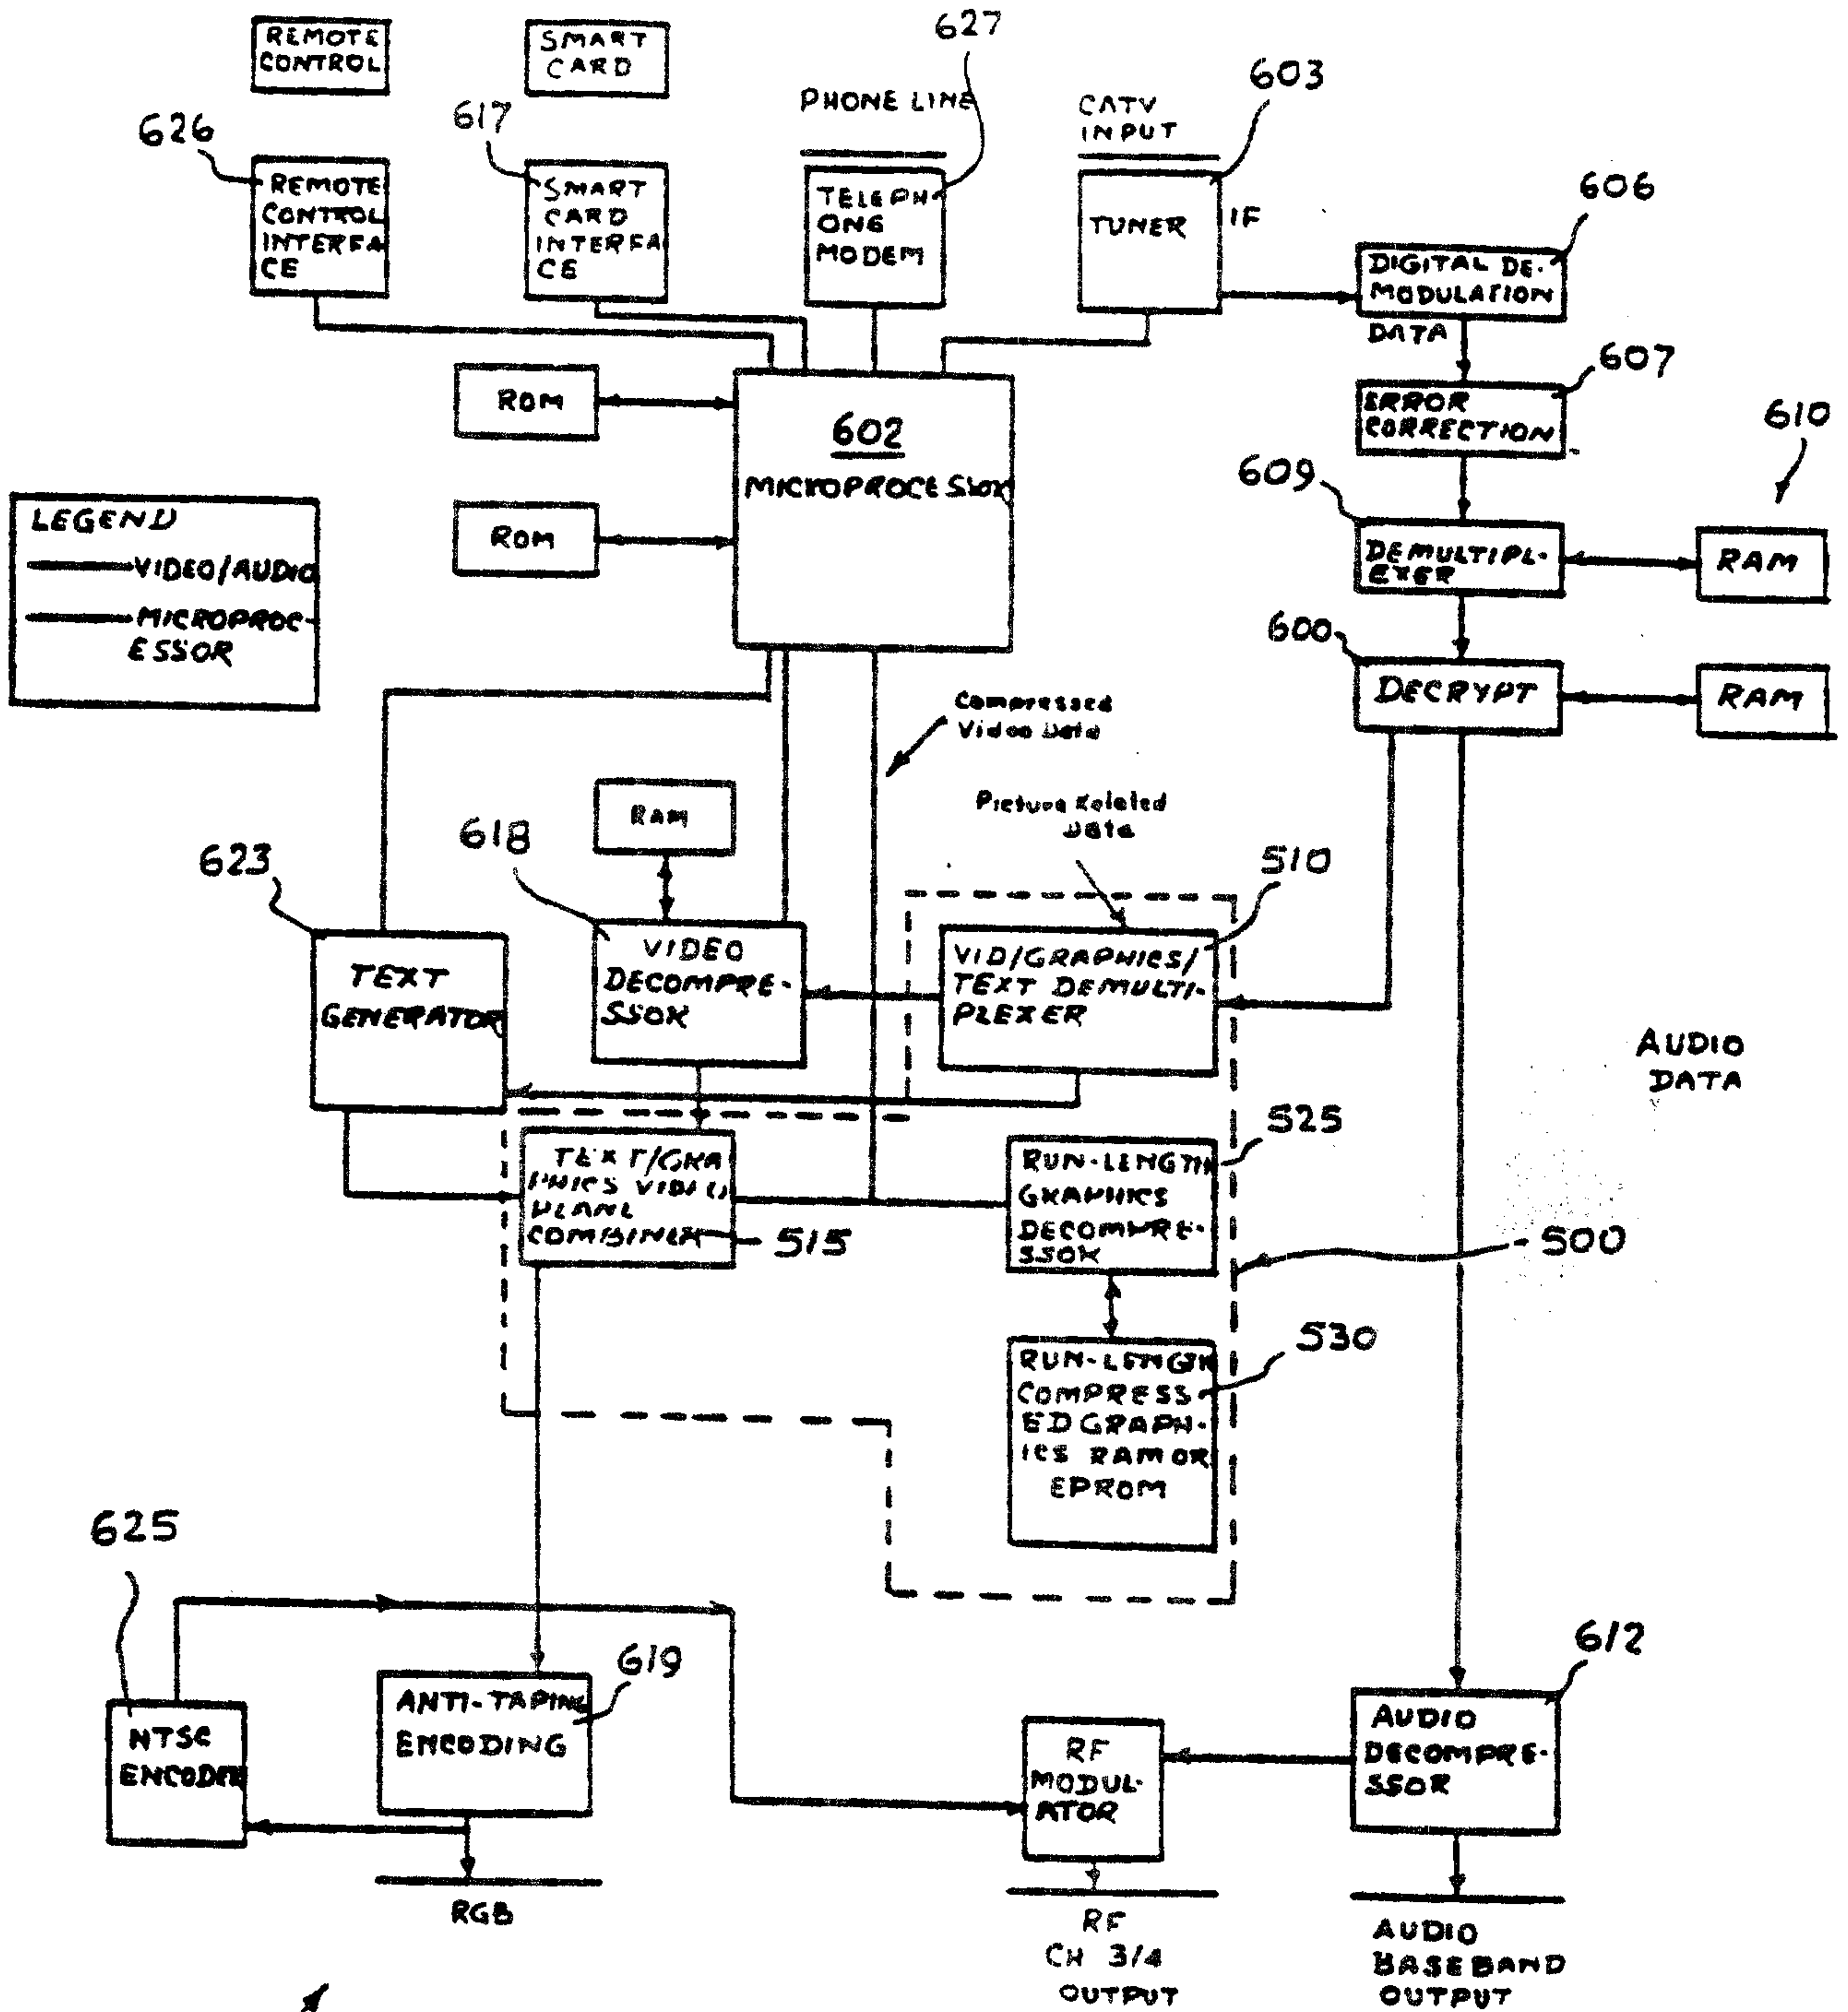 REMOTE
CONTROL
SMART
CARD
627
603
PHONE LINE
CATV
INPUT
626
617
606
REMOTE
CONTROL
INTERFA
CE
SMART
CARD
INTERFA
CE
TELEPH
ONE
MODEM
TUNER
IF
DIGITAL DE-
MODULATION
DATA
607
ROM
602
MICROPROCESSOR
ERROR
CORRECTION
610
609
ROM
DEMULTIPL-
EXER
RAM
LEGEND
VIDEO/AUDIO
MICROPROC-
ESSOR
600
DECRYPT
RAM
Compressed
Video Data
Picture Related
Data
RAM
618
623
510
TEXT
GENERATOR
VIDEO
DECOMPRE-
SSOR
VID/GRAPHICS/
TEXT DEMULTI-
PLEXER
AUDIO
DATA
525
TEXT/GRA
PHICS VIDEO
PLANE
COMBINER
515
RUN-LENGTH
GRAPHICS
DECOMPRE-
SSOR
500
530
RUN-LENGTH
COMPRESS
ED GRAPH-
ICS RAM OR
EPROM
625
619
612
NTSC
ENCODER
ANTI-TAPING
ENCODING
RF
MODUL-
ATOR
AUDIO
DECOMPRE-
SSOR
RGB
RF
CH 3/4
OUTPUT
AUDIO
BASEBAND
OUTPUT